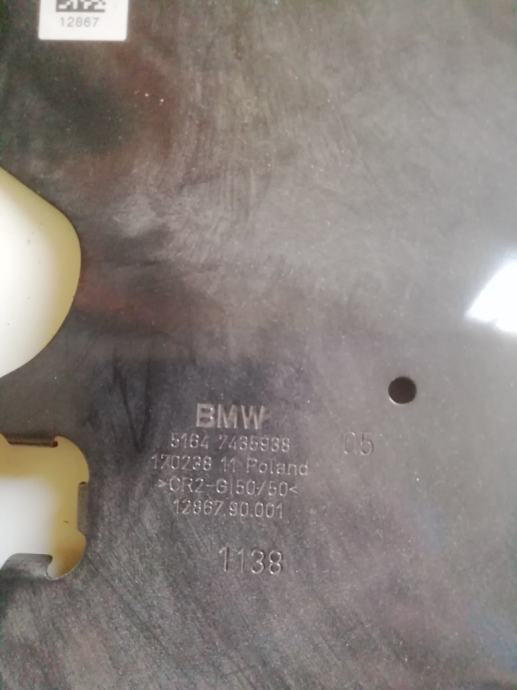 12867
BMW
5164 7435938
05
170238 11 Poland
>CR2-G|50/50<
12867.90.001
1138